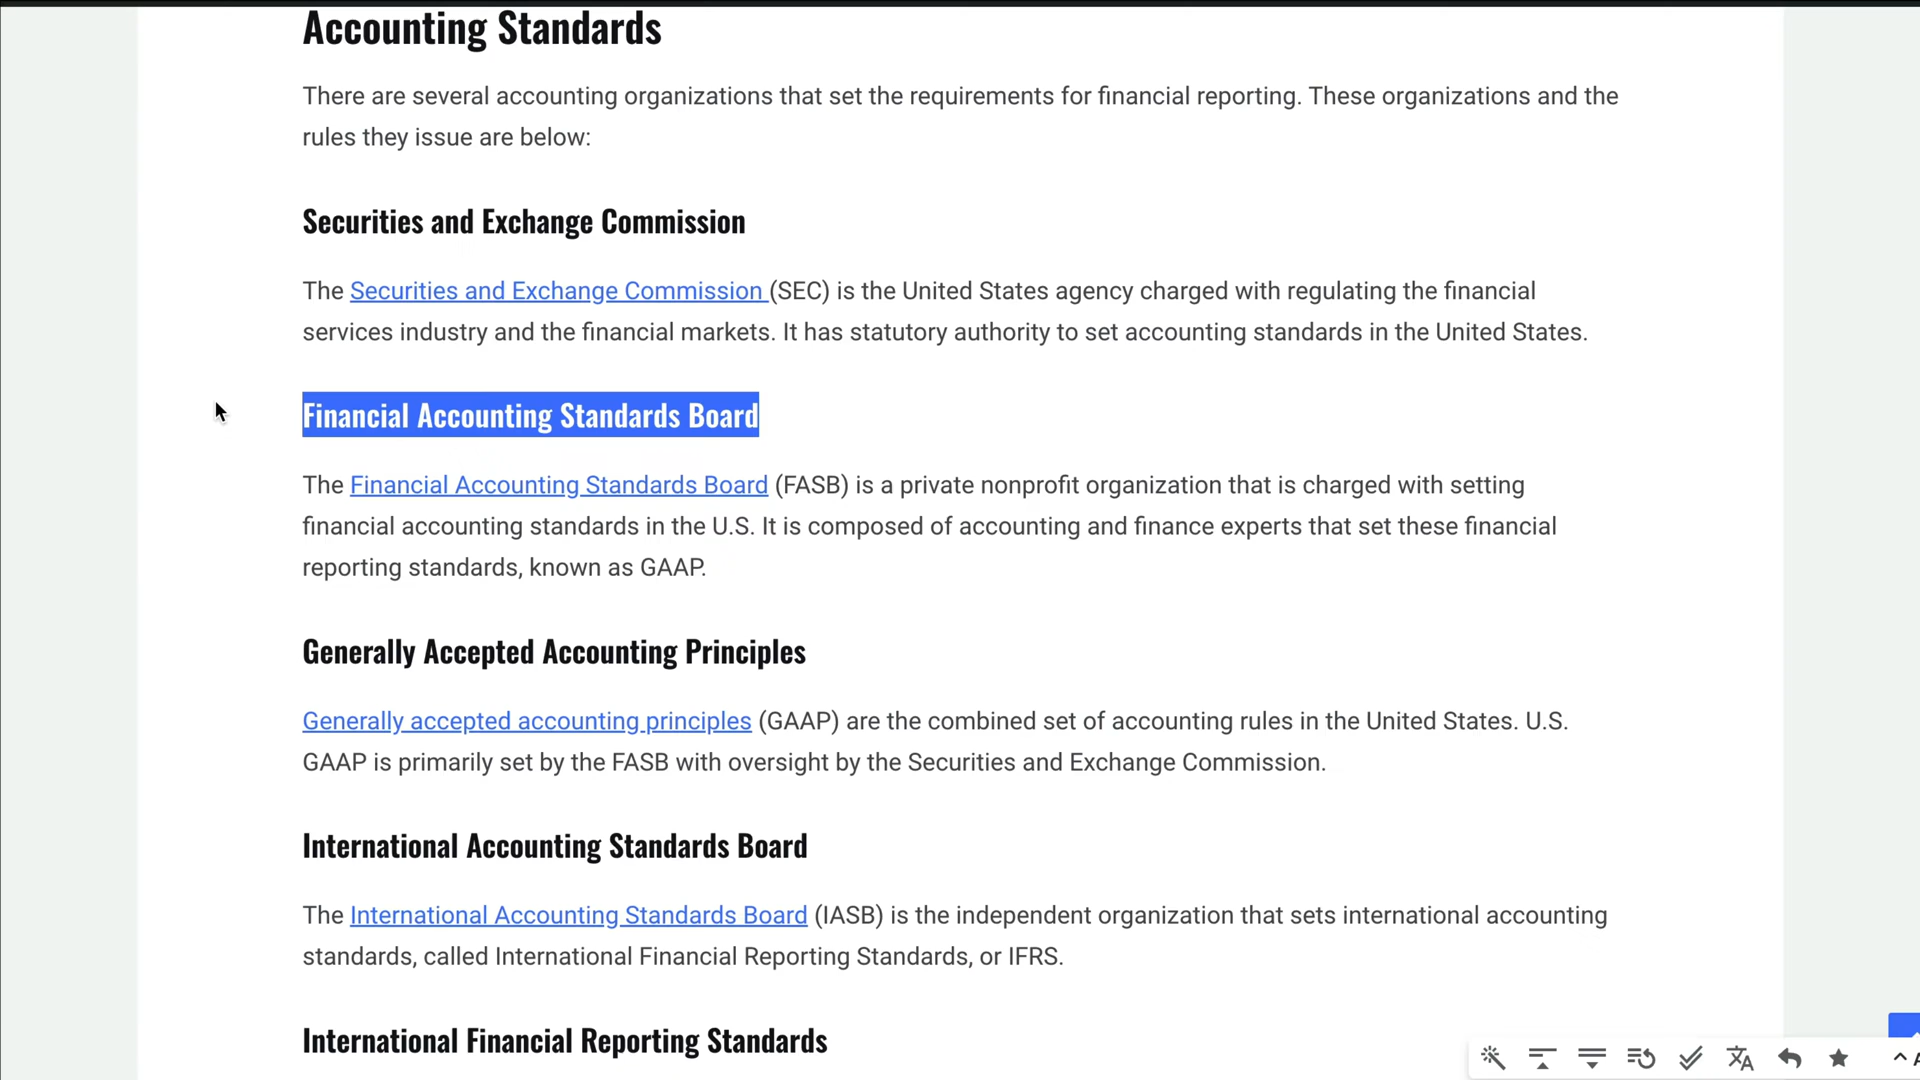 Accounting Standards
There are several accounting organizations that set the requirements for financial reporting. These organizations and the
rules they issue are below:
Securities and Exchange Commission
The Securities and Exchange Commission (SEC) is the United States agency charged with regulating the financial
services industry and the financial markets. It has statutory authority to set accounting standards in the United States.
Financial Accounting Standards Board
The Financial Accounting Standards Board (FASB) is a private nonprofit organization that is charged with setting
financial accounting standards in the U.S. It is composed of accounting and finance experts that set these financial
reporting standards, known as GAAP.
Generally Accepted Accounting Principles
Generally accepted accounting principles (GAAP) are the combined set of accounting rules in the United States. U.S.
GAAP is primarily set by the FASB with oversight by the Securities and Exchange Commission.
International Accounting Standards Board
The International Accounting Standards Board (IASB) is the independent organization that sets international accounting
standards, called International Financial Reporting Standards, or IFRS.
International Financial Reporting Standards